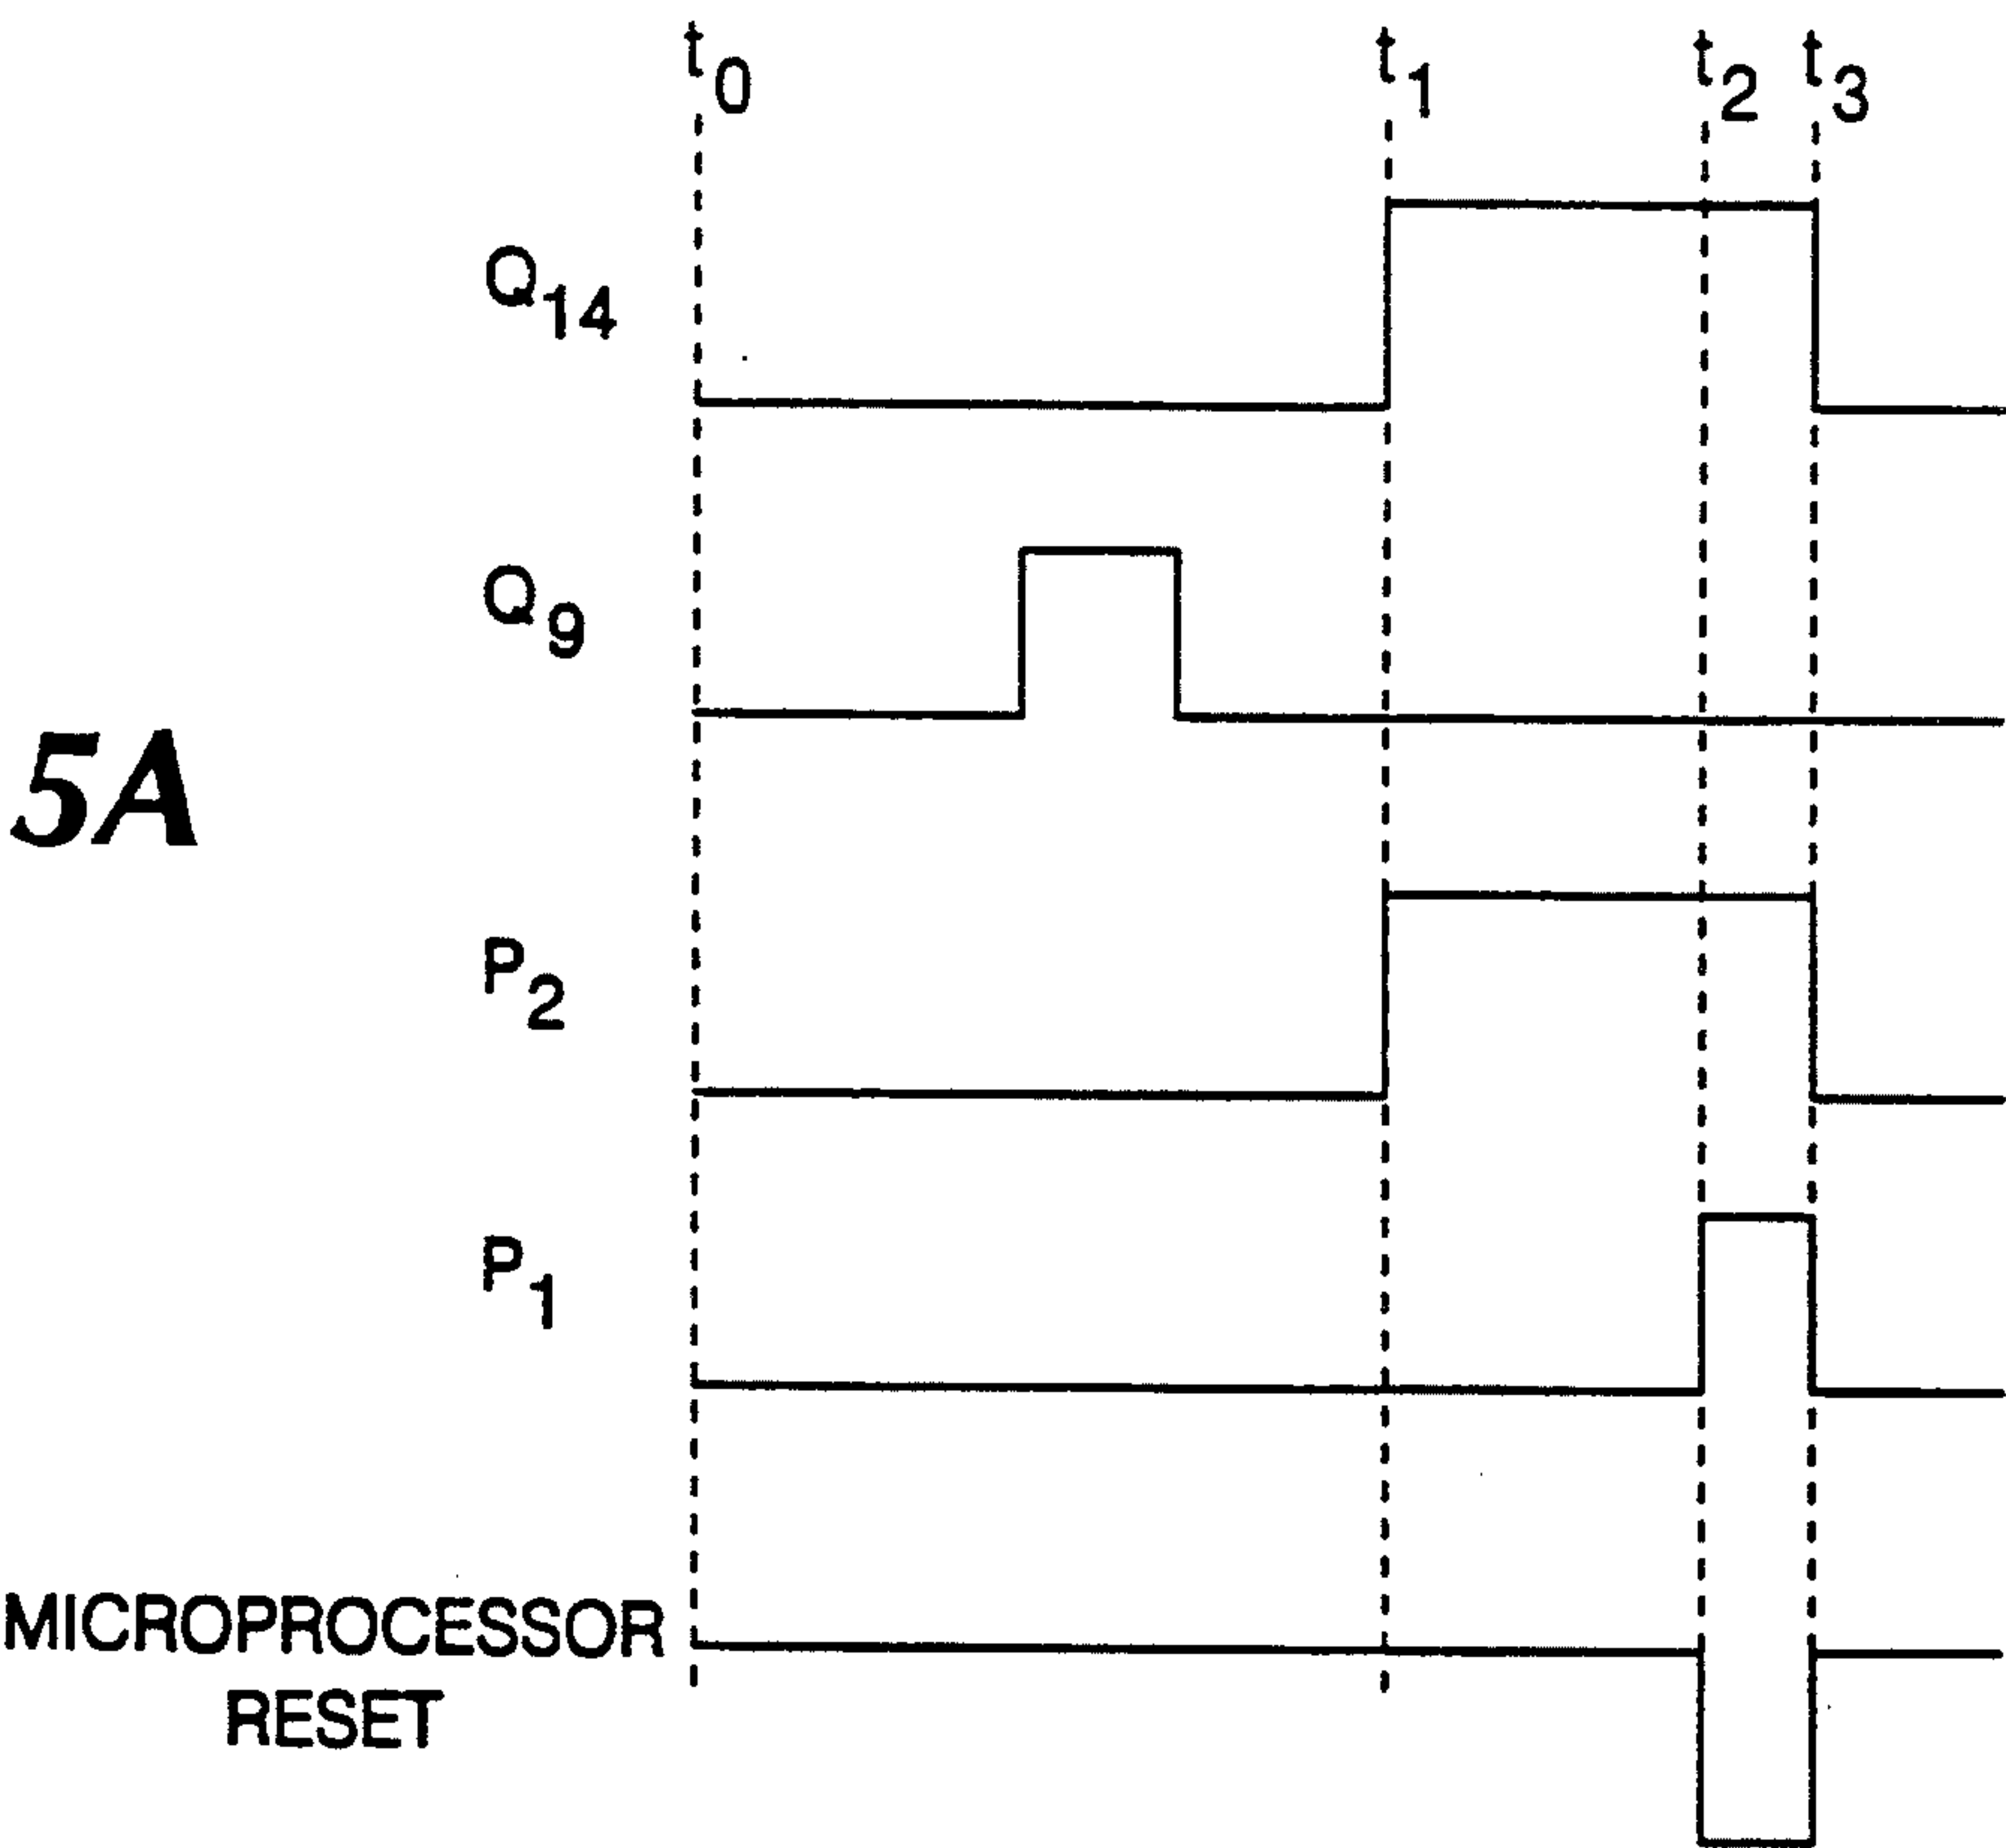 t0 t1 t2 t3
Q14
Q9
5A
P2
P1
MICROPROCESSOR
RESET